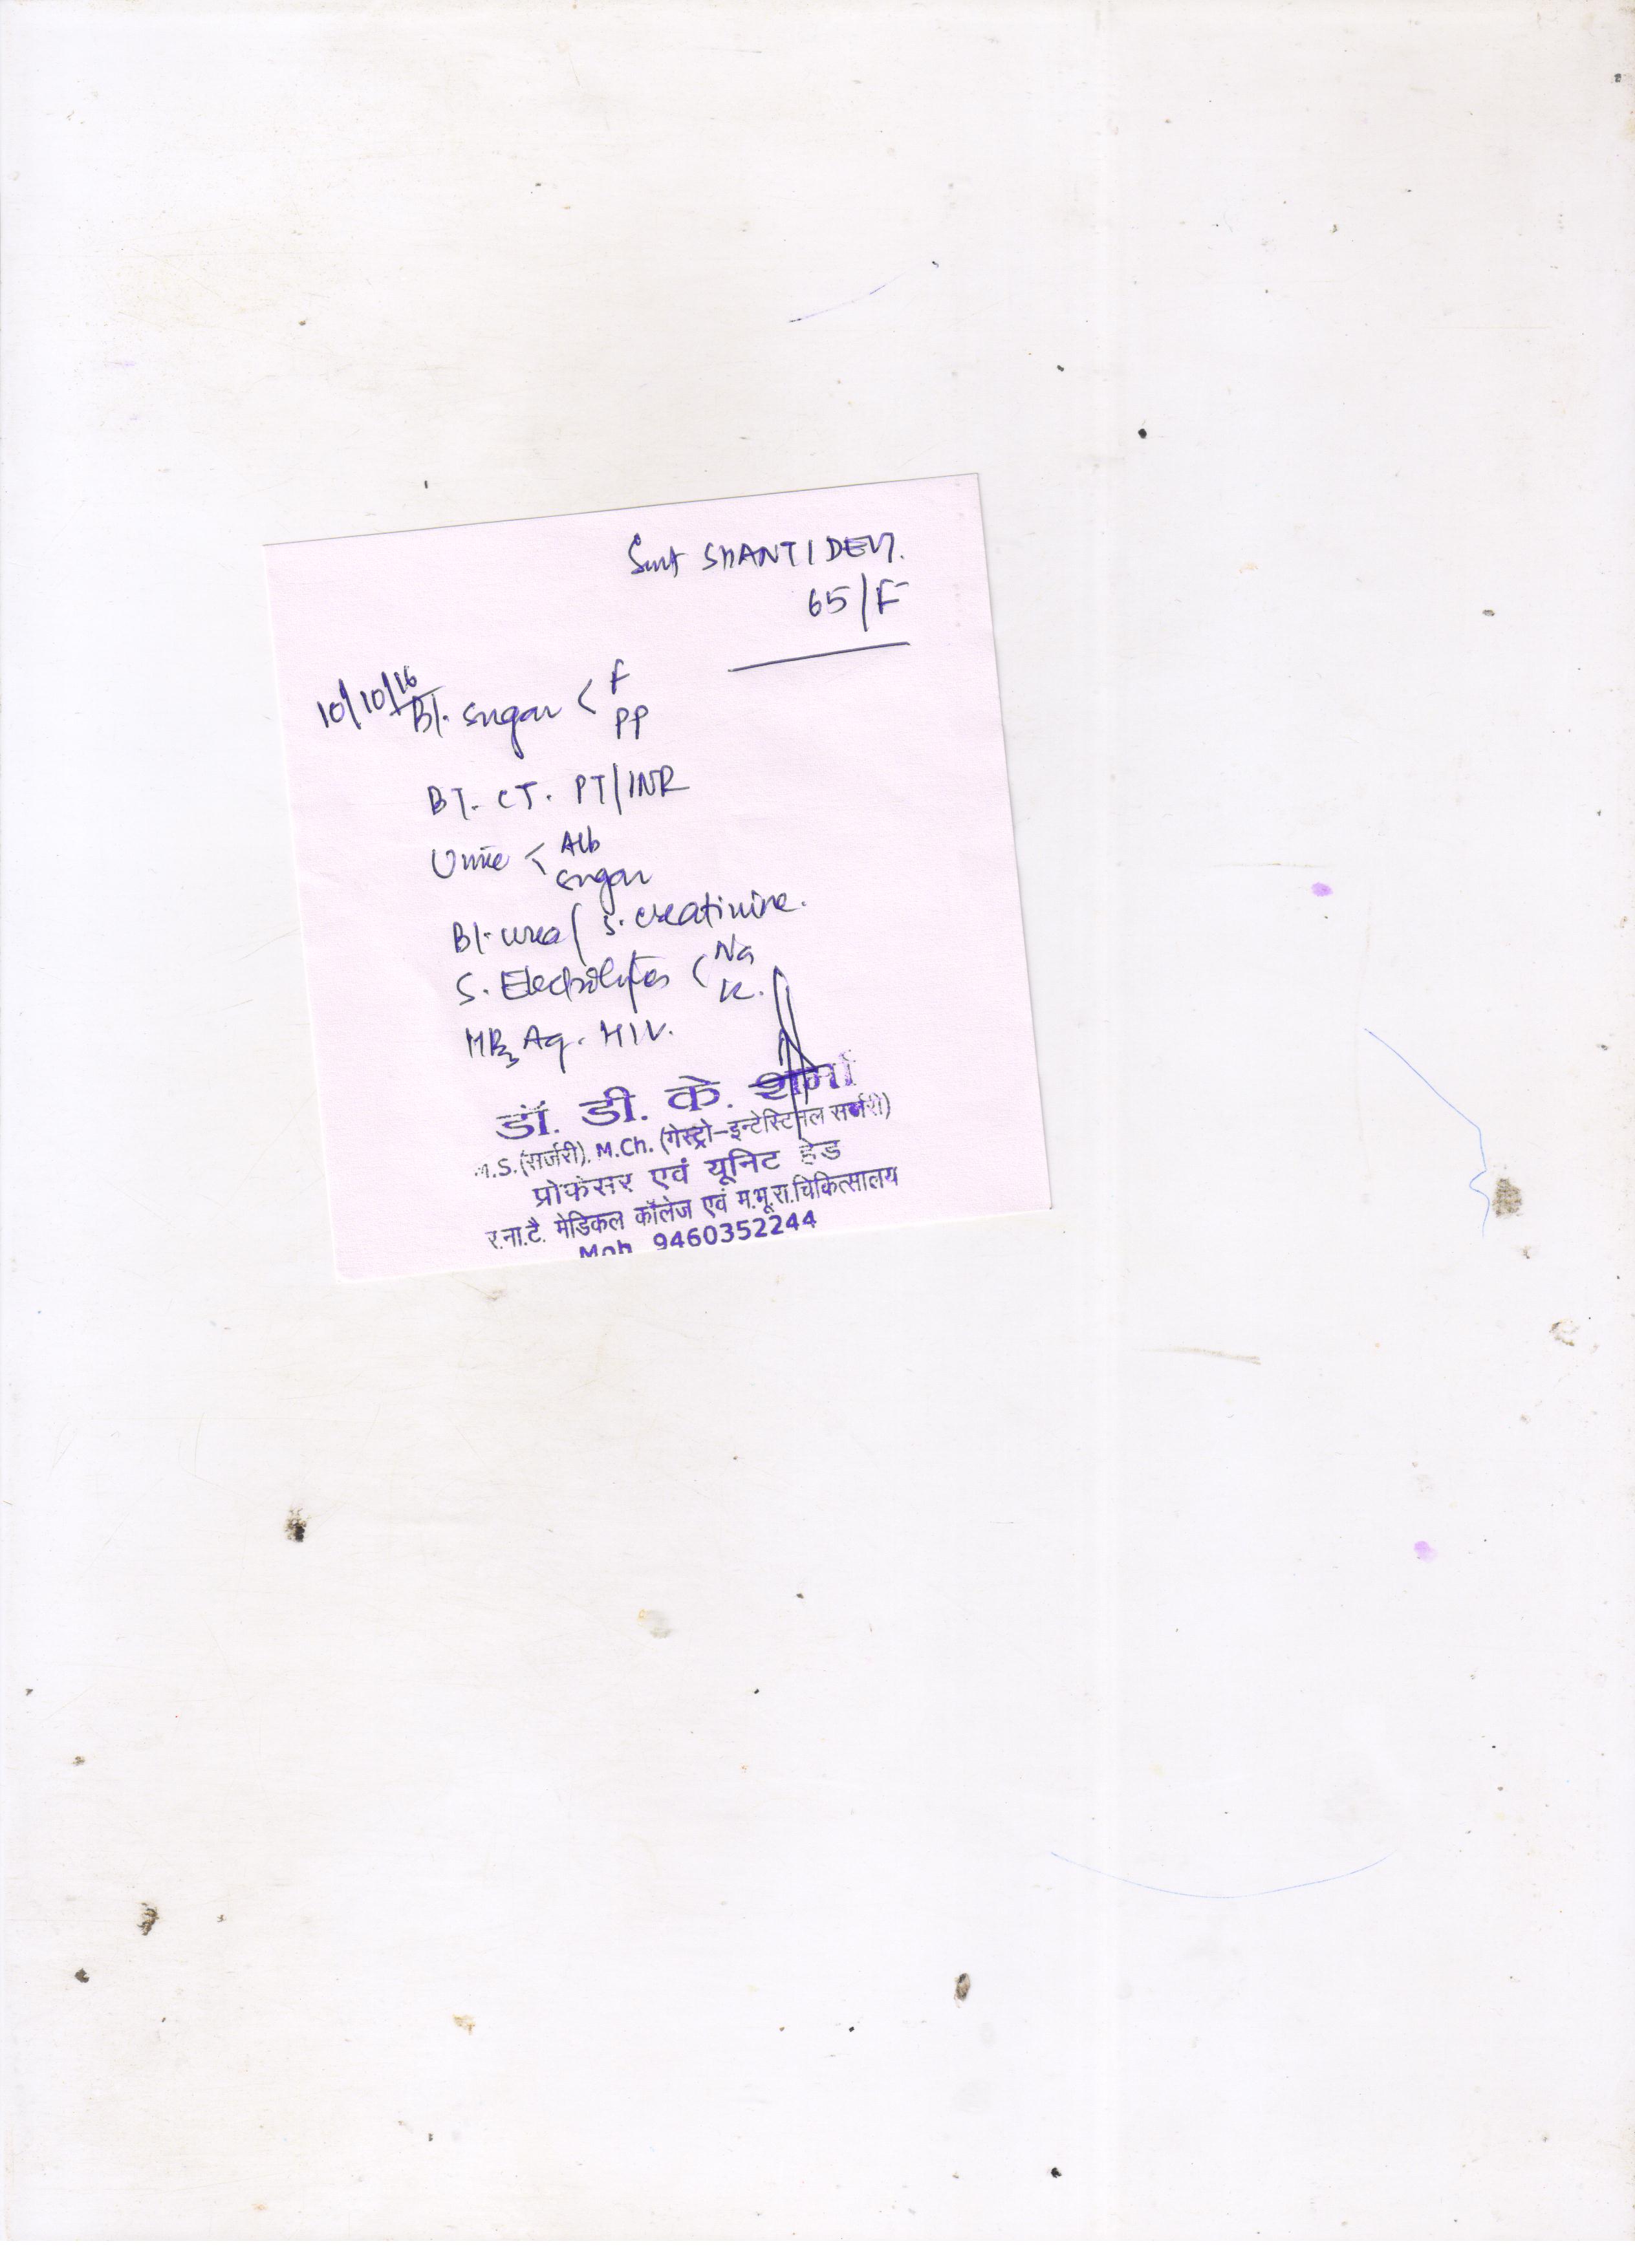 Smt SHANTI DEVI.
65/F
10/10/16
Bl. sugar < F
PP
BT. CT. PT/INR
Urine < Alb
sugar
Bl. urea / S. creatinine.
S. Electrolytes < Na
K.
HBsAg. HIV.
डॉ. डी. के. शर्मा
M.S. (सर्जरी), M.Ch. (गेस्ट्रो-इन्टेस्टिनल सर्जरी)
प्रोफेसर एवं यूनिट हेड
र.ना.टै. मेडिकल कॉलेज एवं म.भू.रा.चिकित्सालय
Mob. 9460352244